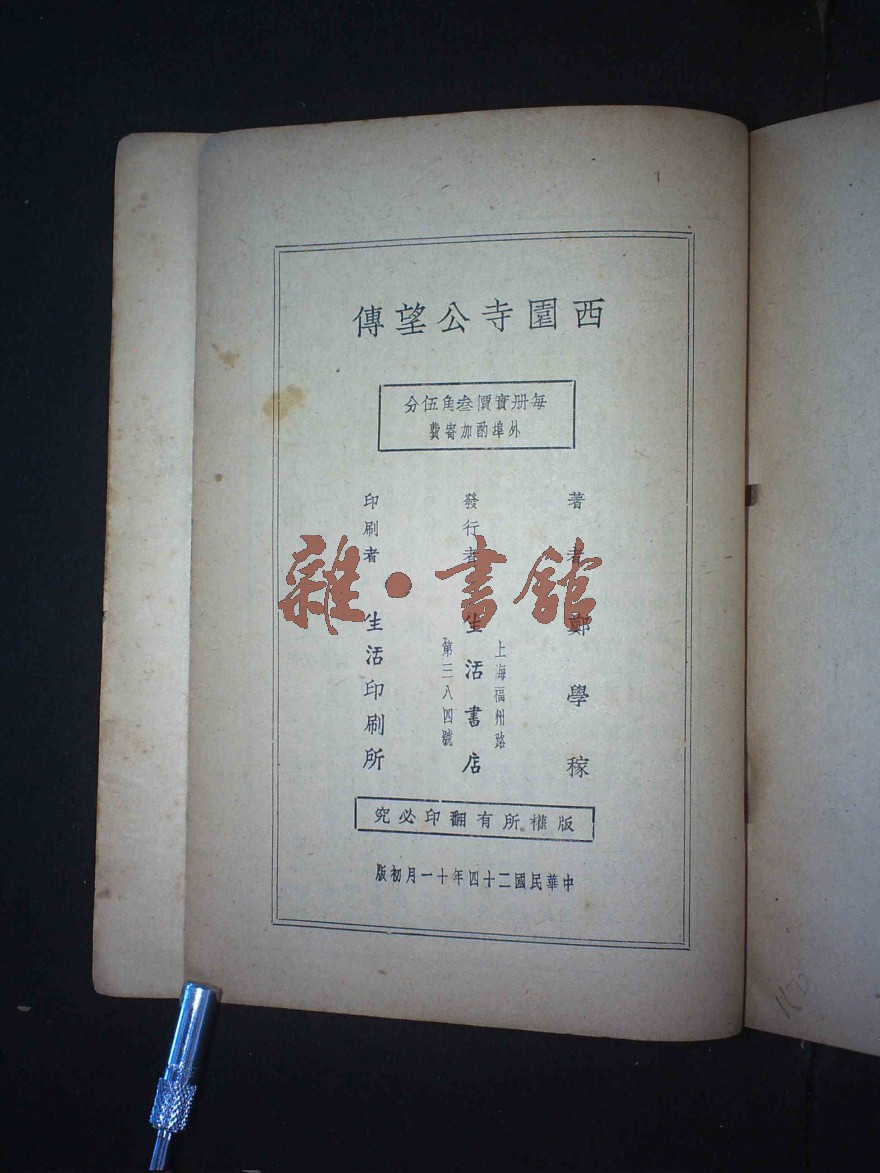 西園寺公望傳
每册實價叁角伍分
外埠酌加寄費
著者 鄭學稼
發行者 生活書店
上海福州路
第三八四號
印刷者 生活印刷所
版權所有翻印必究
中華民國二十四年十一月初版
雜·書館